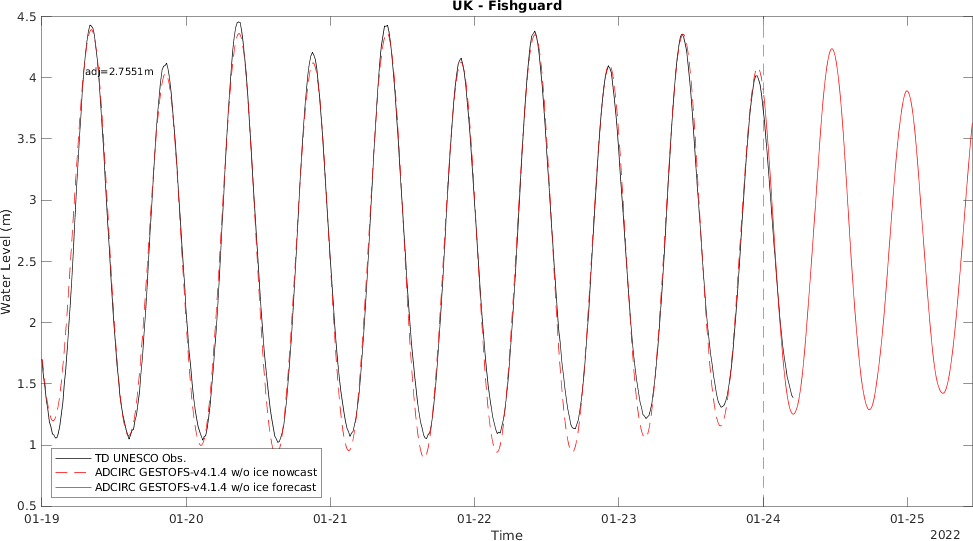 UK - Fishguard
4.5
adj=2.7551m
4
3.5
3
2.5
2
1.5
1
0.5
Water Level (m)
TD UNESCO Obs.
ADCIRC GESTOFS-v4.1.4 w/o ice nowcast
ADCIRC GESTOFS-v4.1.4 w/o ice forecast
01-19 01-20 01-21 01-22 01-23 01-24 01-25
Time
2022